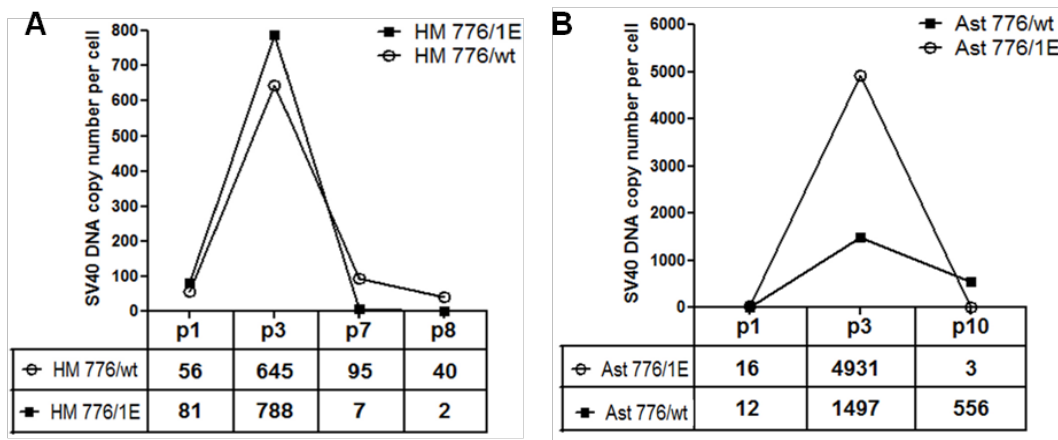 A
SV40 DNA copy number per cell
800
700
600
500
400
300
200
100
0
HM 776/1E
HM 776/wt
p1 p3 p7 p8
HM 776/wt 56 645 95 40
HM 776/1E 81 788 7 2
B
SV40 DNA copy number per cell
6000
5000
4000
3000
2000
1000
0
Ast 776/wt
Ast 776/1E
p1 p3 p10
Ast 776/1E 16 4931 3
Ast 776/wt 12 1497 556